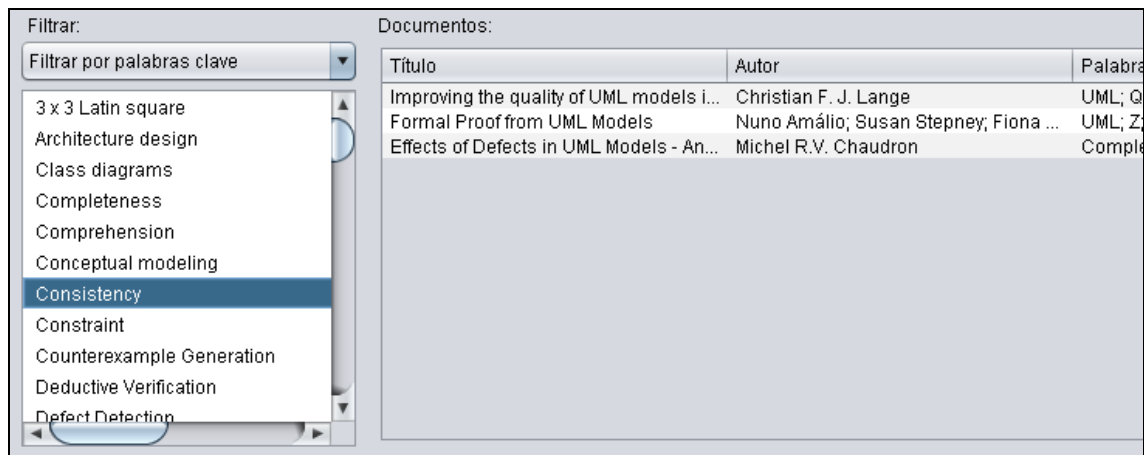 Filtrar:
Filtrar por palabras clave
3 x 3 Latin square
Architecture design
Class diagrams
Completeness
Comprehension
Conceptual modeling
Consistency
Constraint
Counterexample Generation
Deductive Verification
Defect Detection
Documentos:
Título Autor Palabra
Improving the quality of UML models i... Christian F. J. Lange UML; Q
Formal Proof from UML Models Nuno Amálio; Susan Stepney; Fiona ... UML; Z;
Effects of Defects in UML Models - An... Michel R.V. Chaudron Comple